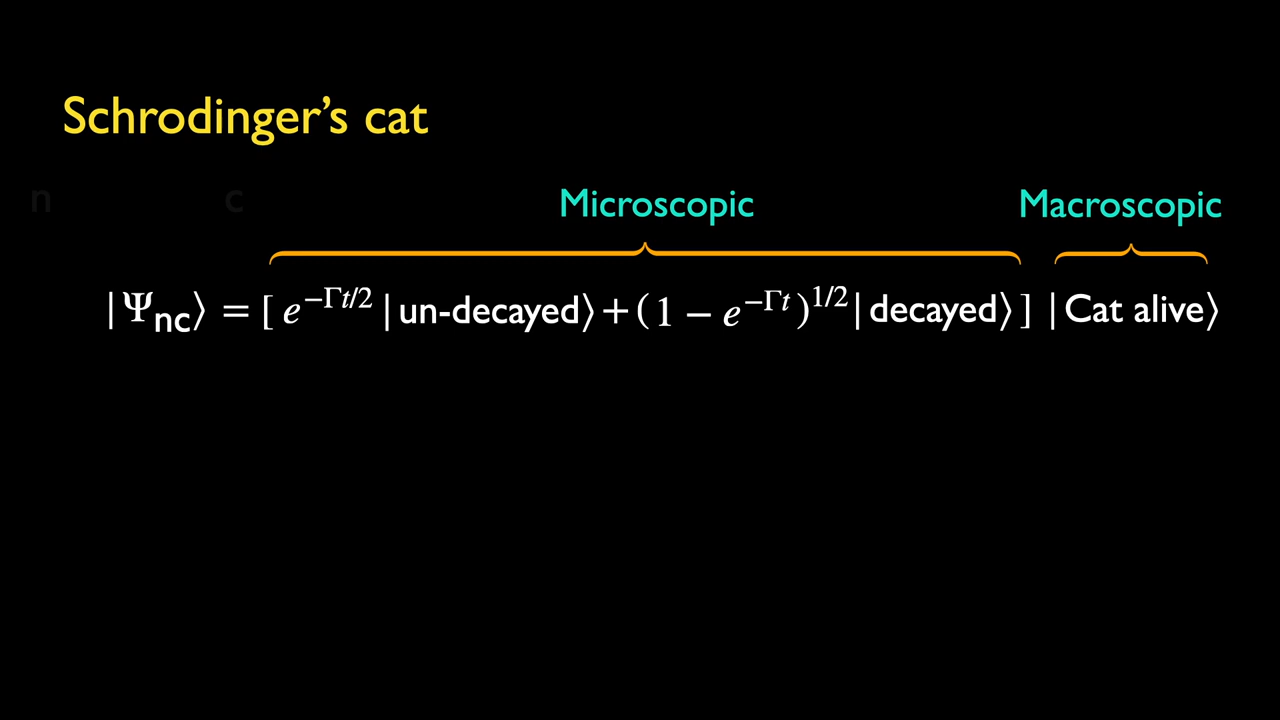 Schrodinger’s cat
n c
Microscopic Macroscopic
|Ψnc⟩ = [ e^−Γt/2 | un-decayed⟩ + (1 − e^−Γt)^1/2 | decayed⟩ ] | Cat alive⟩